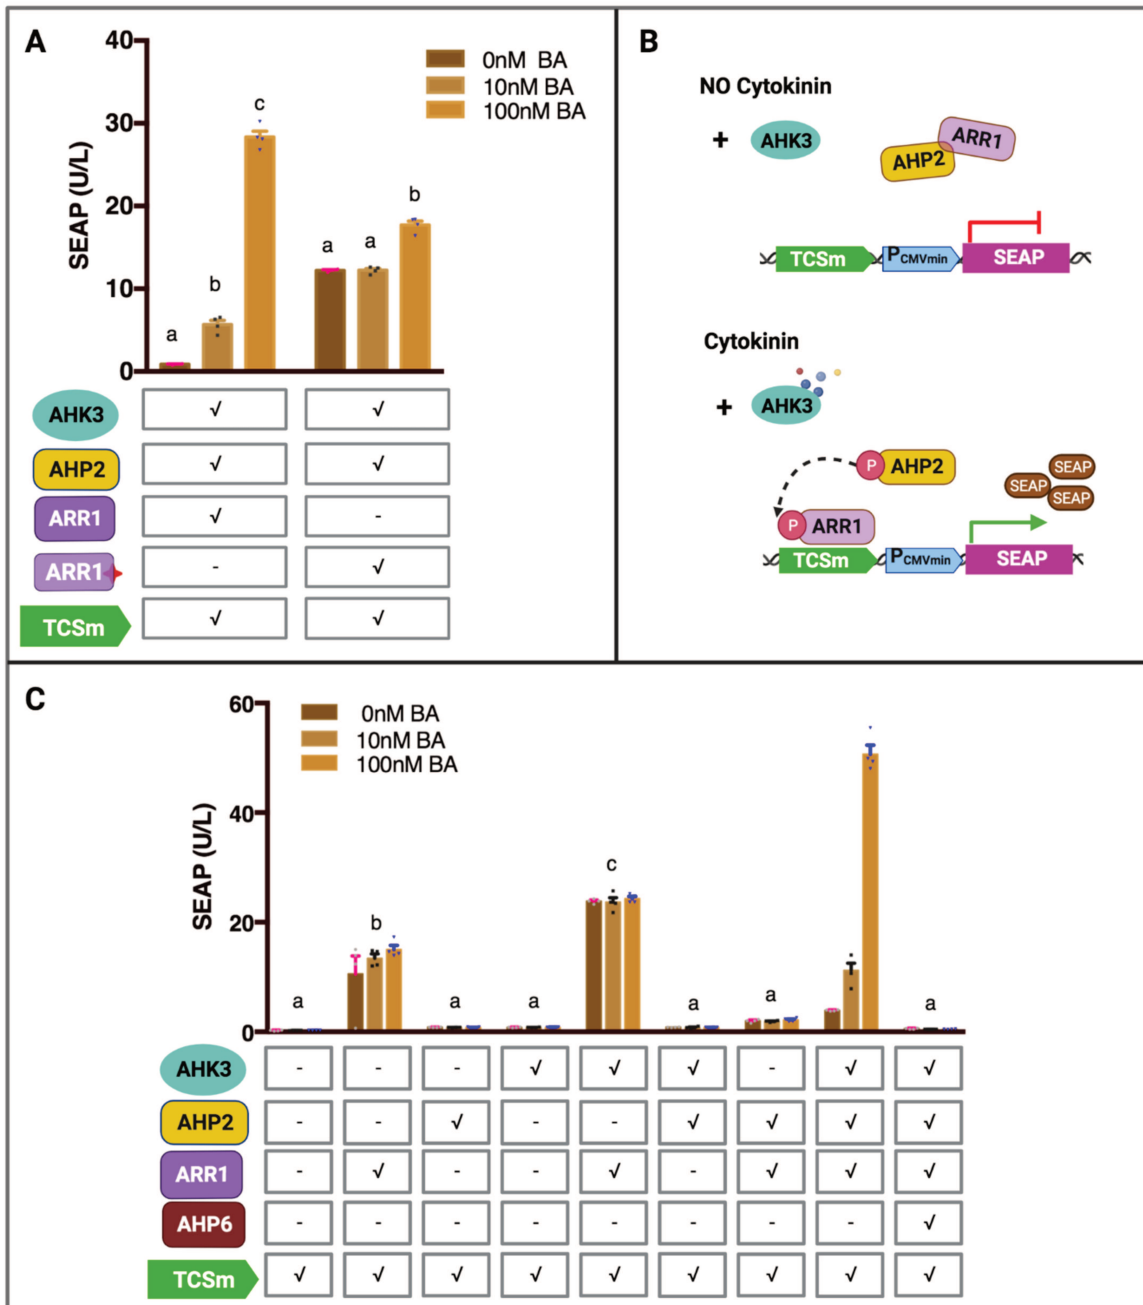 A
40
30
20
10
0
SEAP (U/L)
0nM BA
10nM BA
100nM BA
a
b
c
a
a
b
AHK3 √ √
AHP2 √ √
ARR1 √ -
ARR1 - √
TCSm √ √
B
NO Cytokinin
+ AHK3
ARR1
AHP2
TCSm PCMVmin SEAP
Cytokinin
+ AHK3
P AHP2
SEAP
SEAP
SEAP
P ARR1
TCSm PCMVmin SEAP
C
60
40
20
0
SEAP (U/L)
0nM BA
10nM BA
100nM BA
a
b
a
a
c
a
a
a
AHK3 - - - √ √ √ - √ √
AHP2 - - √ - - √ √ √ √
ARR1 - √ - - √ - √ √ √
AHP6 - - - - - - - - √
TCSm √ √ √ √ √ √ √ √ √